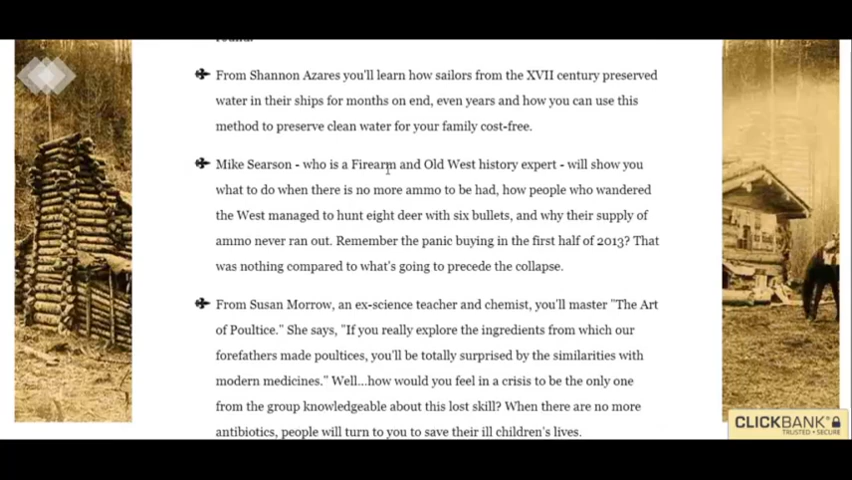 From Shannon Azares you'll learn how sailors from the XVII century preserved
water in their ships for months on end, even years and how you can use this
method to preserve clean water for your family cost-free.
Mike Searson - who is a Firearm and Old West history expert - will show you
what to do when there is no more ammo to be had, how people who wandered
the West managed to hunt eight deer with six bullets, and why their supply of
ammo never ran out. Remember the panic buying in the first half of 2013? That
was nothing compared to what's going to precede the collapse.
From Susan Morrow, an ex-science teacher and chemist, you'll master "The Art
of Poultice." She says, "If you really explore the ingredients from which our
forefathers made poultices, you'll be totally surprised by the similarities with
modern medicines." Well...how would you feel in a crisis to be the only one
from the group knowledgeable about this lost skill? When there are no more
antibiotics, people will turn to you to save their ill children's lives.
CLICKBANK
TRUSTED • SECURE